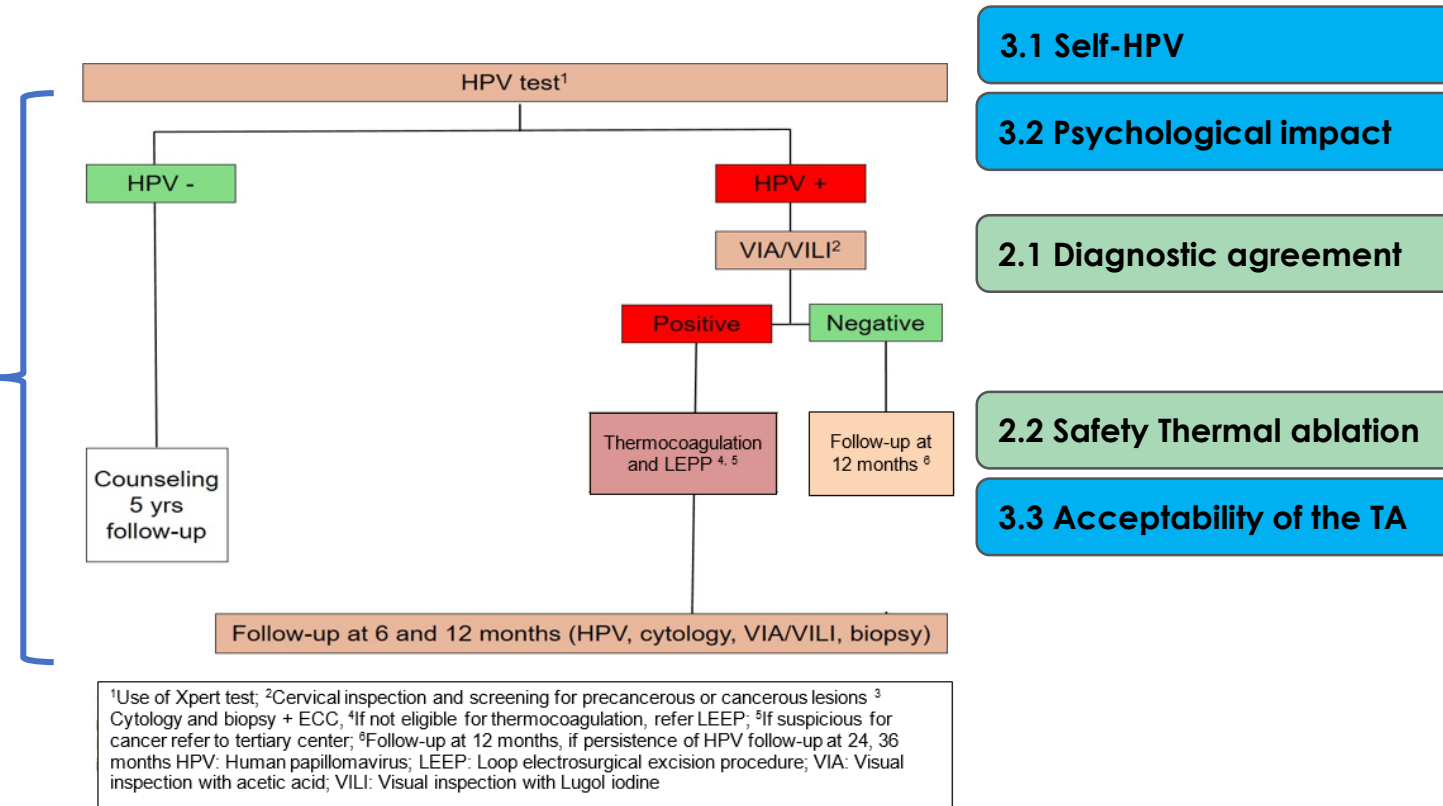 3.1 Self-HPV
HPV test¹
3.2 Psychological impact
HPV -
HPV +
VIA/VILI²
2.1 Diagnostic agreement
Positive
Negative
Thermocoagulation
and LEPP ⁴, ⁵
Follow-up at
12 months ⁶
2.2 Safety Thermal ablation
Counseling
5 yrs
follow-up
3.3 Acceptability of the TA
Follow-up at 6 and 12 months (HPV, cytology, VIA/VILI, biopsy)
¹Use of Xpert test; ²Cervical inspection and screening for precancerous or cancerous lesions ³
Cytology and biopsy + ECC, ⁴If not eligible for thermocoagulation, refer LEEP; ⁵If suspicious for
cancer refer to tertiary center; ⁶Follow-up at 12 months, if persistence of HPV follow-up at 24, 36
months HPV: Human papillomavirus; LEEP: Loop electrosurgical excision procedure; VIA: Visual
inspection with acetic acid; VILI: Visual inspection with Lugol iodine